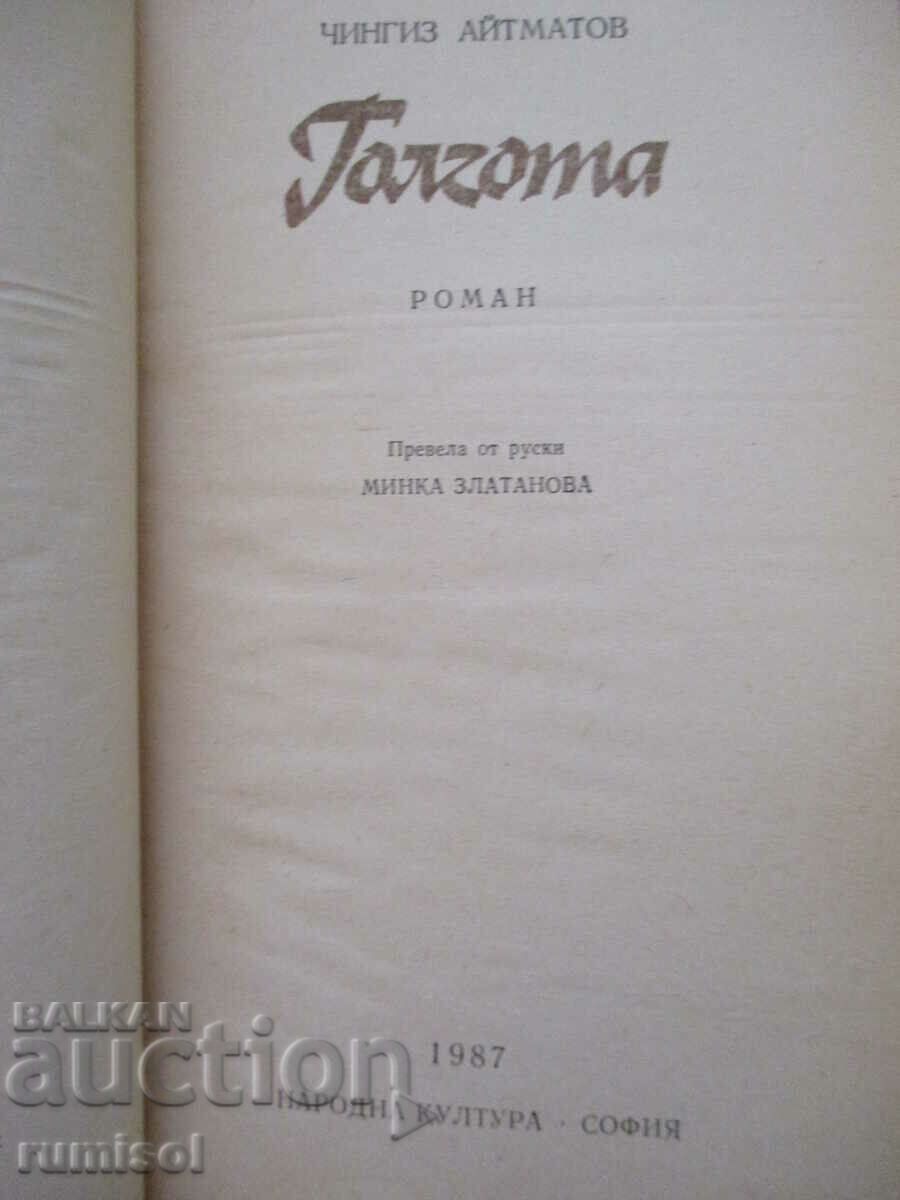 ЧИНГИЗ АЙТМАТОВ
Голгота
РОМАН
Превела от руски
МИНКА ЗЛАТАНОВА
1987
НАРОДНА КУЛТУРА · СОФИЯ
BALKAN
auction
rumisol